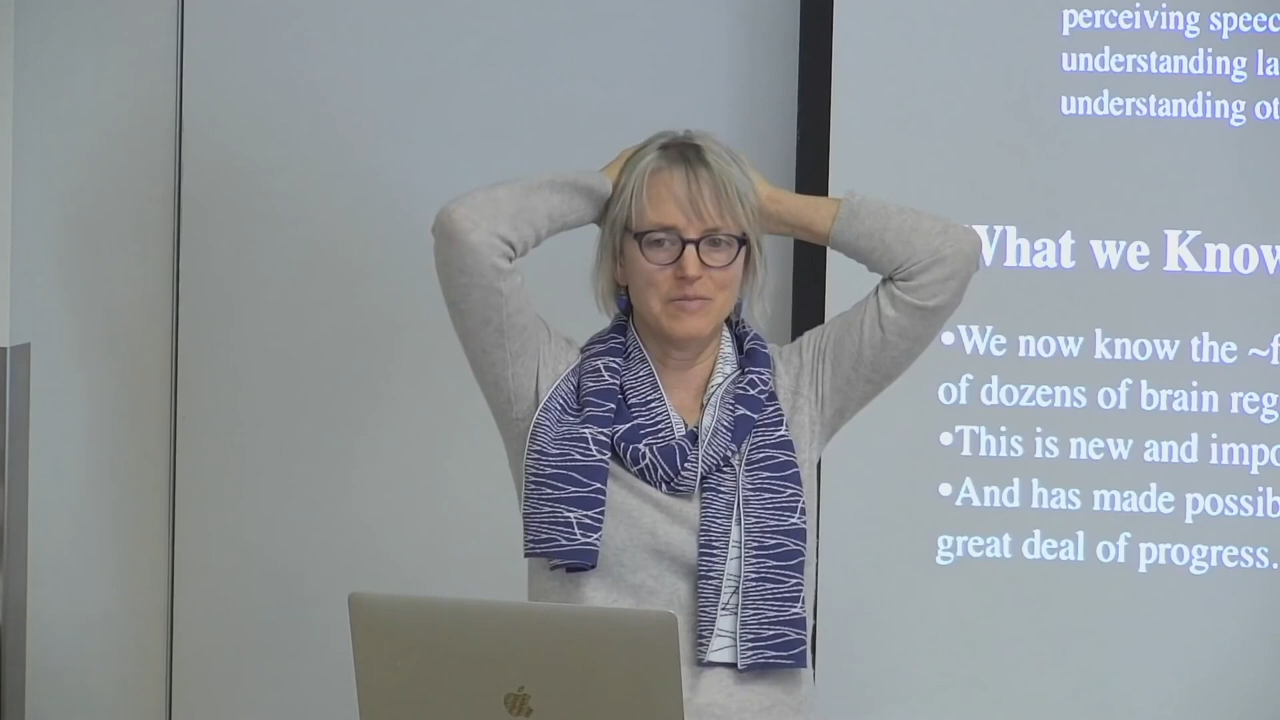 perceiving speec
understanding la
understanding ot
What we Know
•We now know the ~f
of dozens of brain reg
•This is new and impo
•And has made possib
great deal of progress.